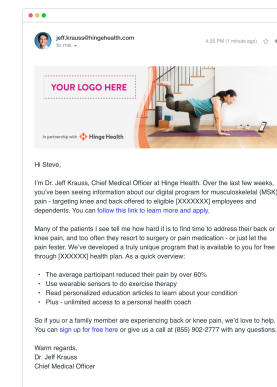 jeff.krauss@hingehealth.com
4:25 PM (1 minute ago)
to me
YOUR LOGO HERE
In partnership with Hinge Health
Hi Steve,
I'm Dr. Jeff Krauss, Chief Medical Officer at Hinge Health. Over the last few weeks,
you've been seeing information about our digital program for musculoskeletal (MSK)
pain - targeting knee and back offered to eligible [XXXXXXX] employees and
dependents. You can follow this link to learn more and apply.
Many of the patients I see tell me how hard it is to find time to address their back or
knee pain, and too often they resort to surgery or pain medication - or just let the
pain fester. We've developed a truly unique program that is available to you for free
through [XXXXXX] health plan. As a quick overview:
• The average participant reduced their pain by over 60%
• Use wearable sensors to do exercise therapy
• Read personalized education articles to learn about your condition
• Plus - unlimited access to a personal health coach
So if you or a family member are experiencing back or knee pain, we'd love to help.
You can sign up for free here or give us a call at (855) 902-2777 with any questions.
Warm regards,
Dr. Jeff Krauss
Chief Medical Officer